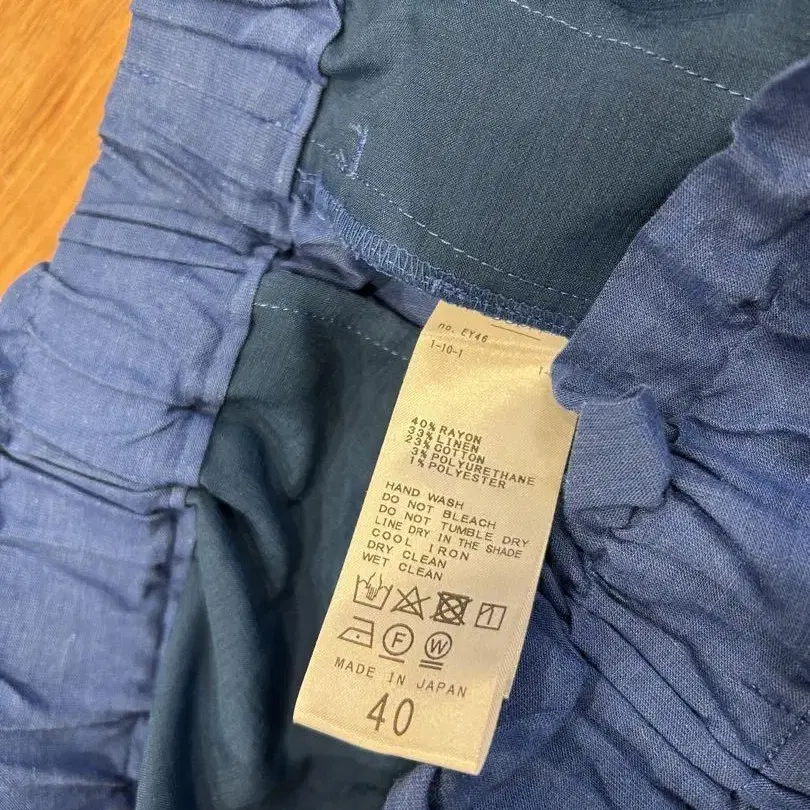 no. EY46
1-10-1
1-
40% RAYON
33% LINEN
23% COTTON
3% POLYURETHANE
1% POLYESTER
HAND WASH
DO NOT BLEACH
DO NOT TUMBLE DRY
LINE DRY IN THE SHADE
COOL IRON
DRY CLEAN
WET CLEAN
F W
MADE IN JAPAN
40